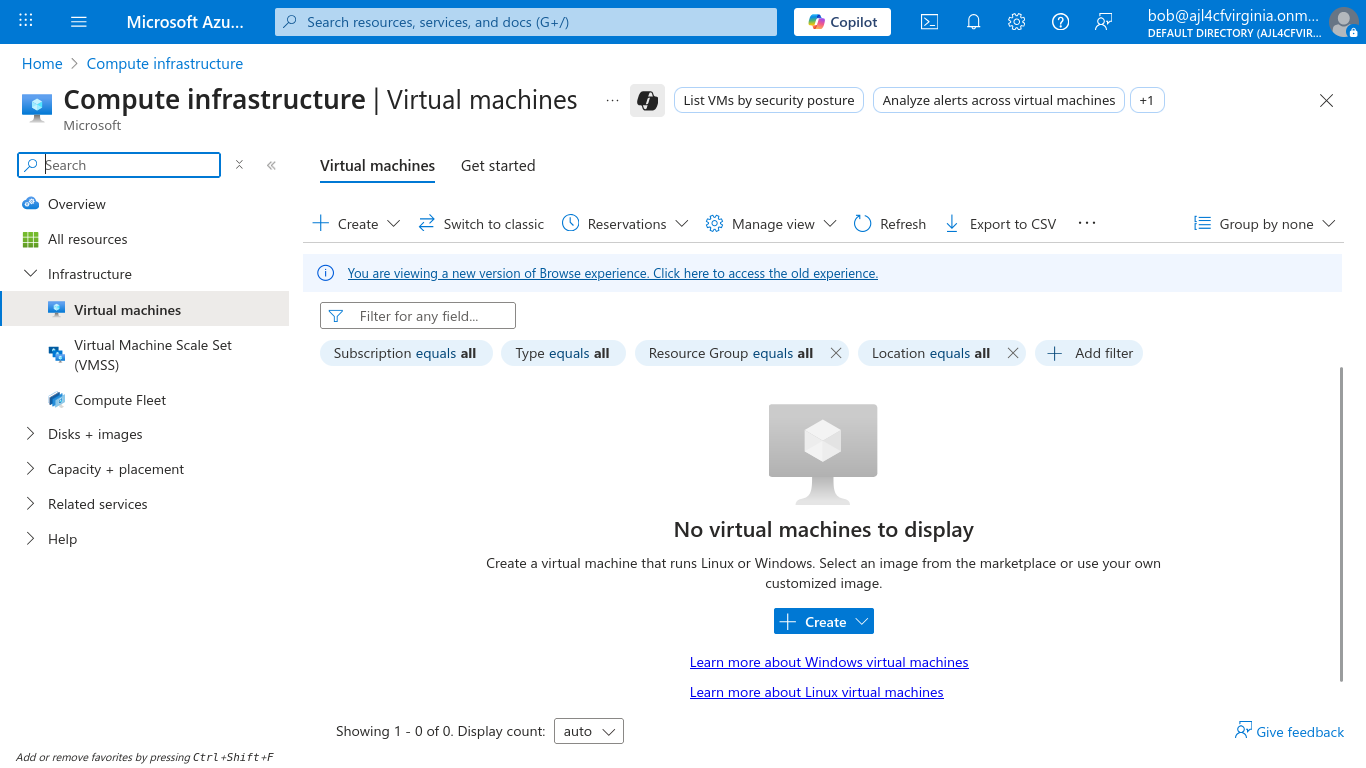 Microsoft Azu...
Search resources, services, and docs (G+/)
Copilot
bob@ajl4cfvirginia.onm...
DEFAULT DIRECTORY (AJL4CFVIR...
Home
Compute infrastructure
Compute infrastructure | Virtual machines
Microsoft
...
List VMs by security posture
Analyze alerts across virtual machines
+1
Search
Overview
All resources
Infrastructure
Virtual machines
Virtual Machine Scale Set
(VMSS)
Compute Fleet
Disks + images
Capacity + placement
Related services
Help
Add or remove favorites by pressing Ctrl+Shift+F
Virtual machines
Get started
Create
Switch to classic
Reservations
Manage view
Refresh
Export to CSV
...
Group by none
You are viewing a new version of Browse experience. Click here to access the old experience.
Filter for any field...
Subscription equals all
Type equals all
Resource Group equals all
Location equals all
Add filter
No virtual machines to display
Create a virtual machine that runs Linux or Windows. Select an image from the marketplace or use your own
customized image.
Create
Learn more about Windows virtual machines
Learn more about Linux virtual machines
Showing 1 - 0 of 0. Display count:
auto
Give feedback